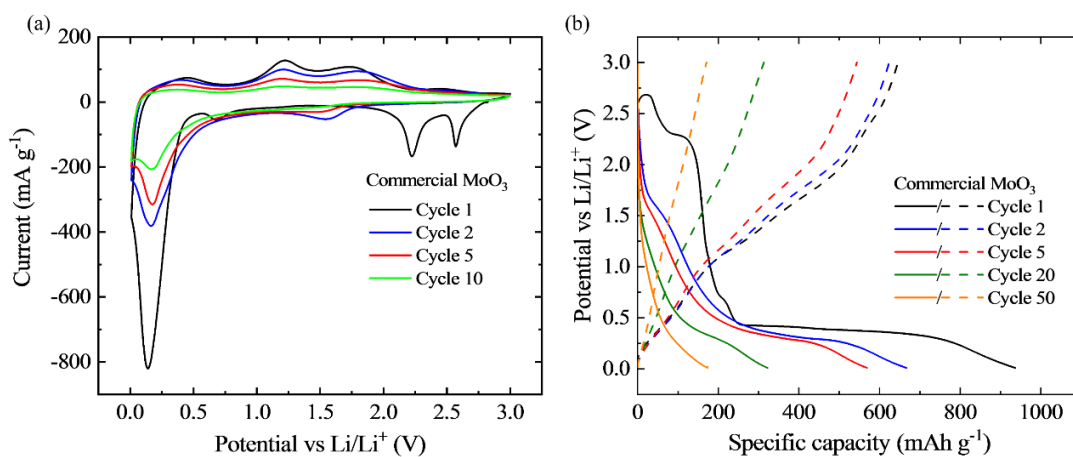 (a)
200
0
-200
-400
-600
-800
Current (mA g⁻¹)
Commercial MoO₃
Cycle 1
Cycle 2
Cycle 5
Cycle 10
0.0 0.5 1.0 1.5 2.0 2.5 3.0
Potential vs Li/Li⁺ (V)
(b)
3.0
2.5
2.0
1.5
1.0
0.5
0.0
Potential vs Li/Li⁺ (V)
Commercial MoO₃
/ Cycle 1
/ Cycle 2
/ Cycle 5
/ Cycle 20
/ Cycle 50
0 200 400 600 800 1000
Specific capacity (mAh g⁻¹)